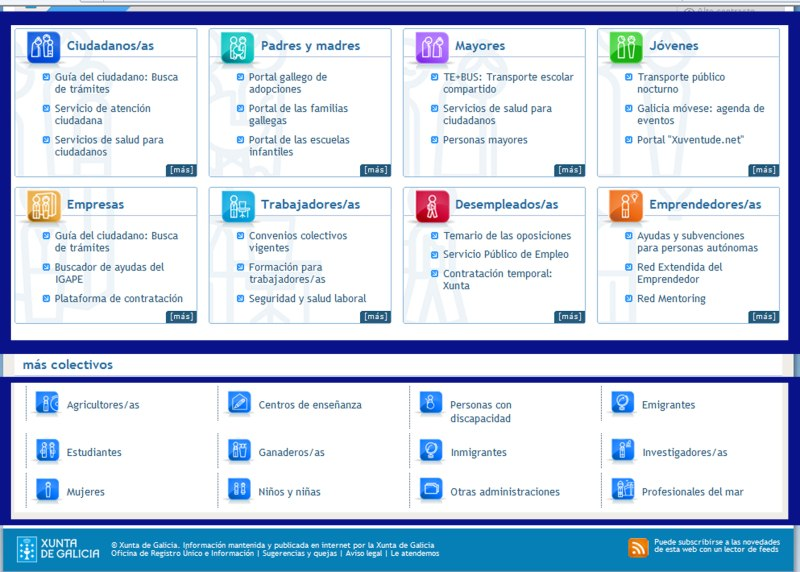 Alto contraste
Ciudadanos/as
Guía del ciudadano: Busca
de trámites
Servicio de atención
ciudadana
Servicios de salud para
ciudadanos
[más]
Padres y madres
Portal gallego de
adopciones
Portal de las familias
gallegas
Portal de las escuelas
infantiles
[más]
Mayores
TE+BUS: Transporte escolar
compartido
Servicios de salud para
ciudadanos
Personas mayores
[más]
Jóvenes
Transporte público
nocturno
Galicia móvese: agenda de
eventos
Portal "Xuventude.net"
[más]
Empresas
Guía del ciudadano: Busca
de trámites
Buscador de ayudas del
IGAPE
Plataforma de contratación
[más]
Trabajadores/as
Convenios colectivos
vigentes
Formación para
trabajadores/as
Seguridad y salud laboral
[más]
Desempleados/as
Temario de las oposiciones
Servicio Público de Empleo
Contratación temporal:
Xunta
[más]
Emprendedores/as
Ayudas y subvenciones
para personas autónomas
Red Extendida del
Emprendedor
Red Mentoring
[más]
más colectivos
Agricultores/as
Centros de enseñanza
Personas con
discapacidad
Emigrantes
Estudiantes
Ganaderos/as
Inmigrantes
Investigadores/as
Mujeres
Niños y niñas
Otras administraciones
Profesionales del mar
XUNTA
DE GALICIA
© Xunta de Galicia. Información mantenida y publicada en internet por la Xunta de Galicia
Oficina de Registro Único e Información | Sugerencias y quejas | Aviso legal | Le atendemos
Puede subscribirse a las novedades
de esta web con un lector de feeds